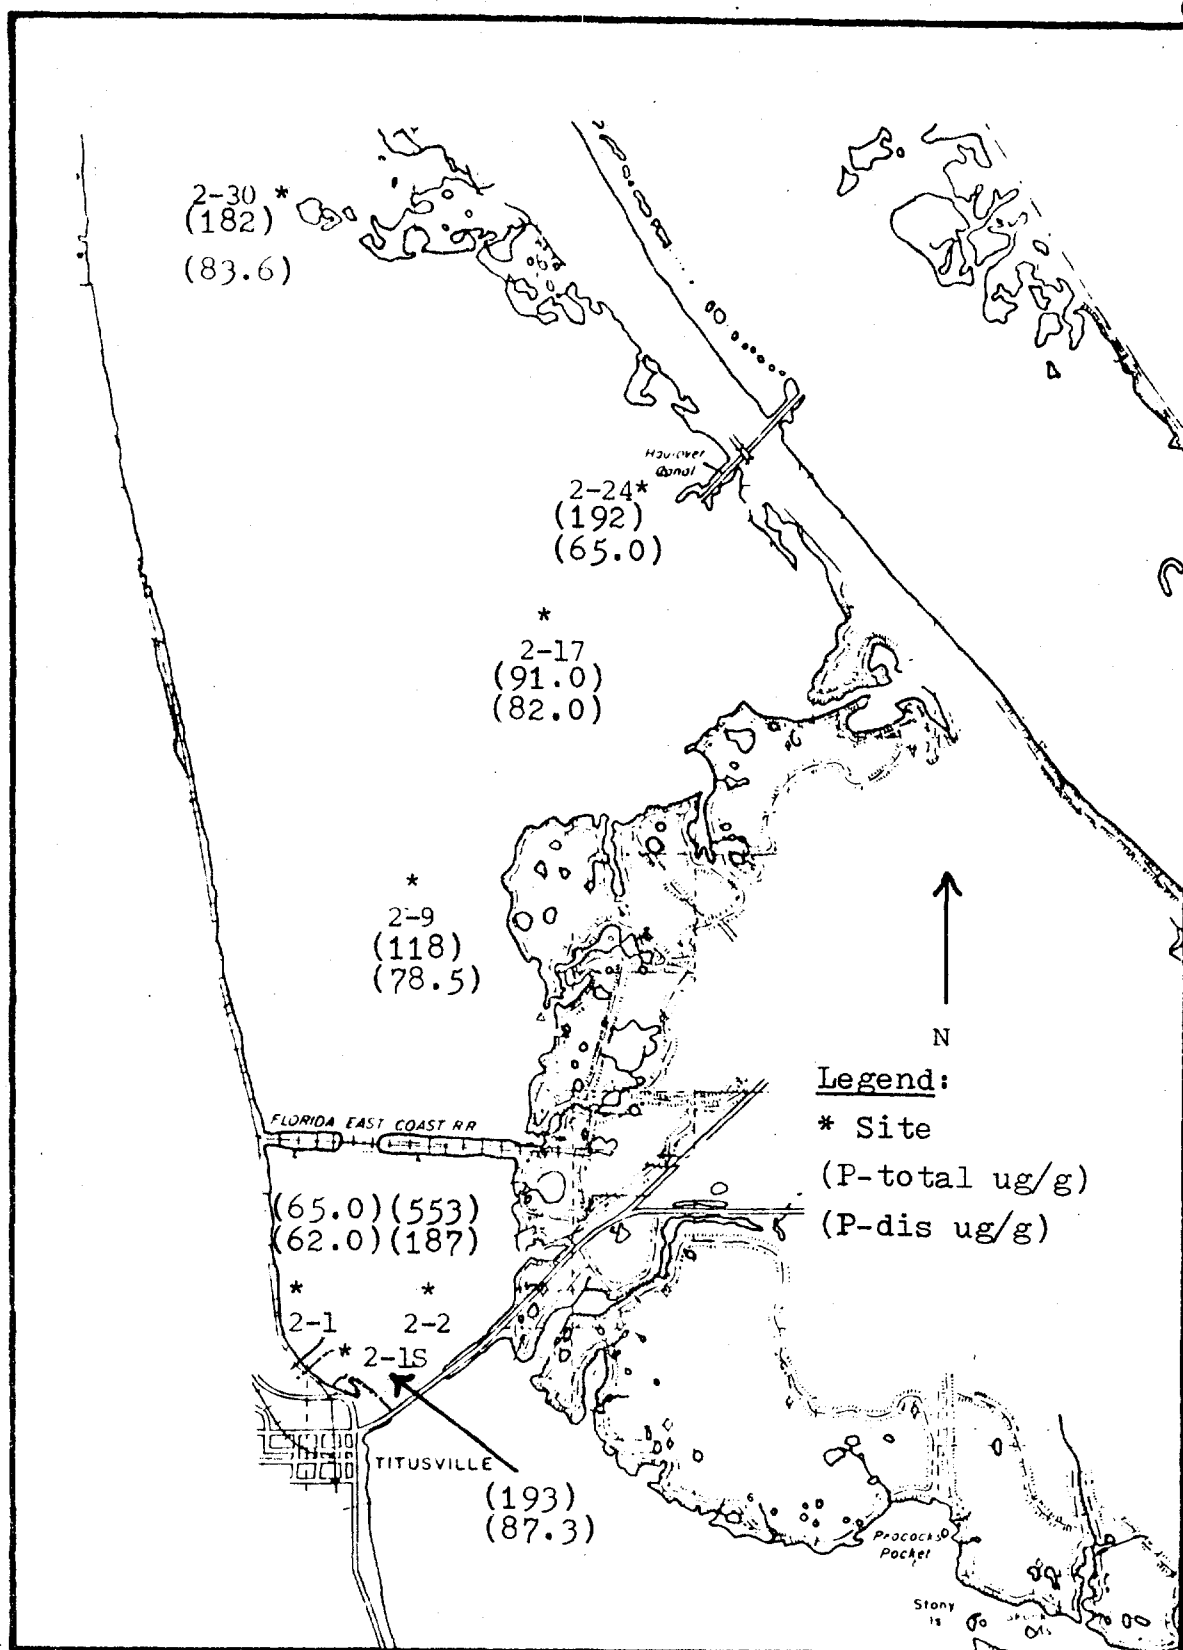 2-30 *
(182)
(83.6)
Haulover
Canal
2-24*
(192)
(65.0)
*
2-17
(91.0)
(82.0)
*
2-9
(118)
(78.5)
N
Legend:
* Site
(P-total ug/g)
(P-dis ug/g)
FLORIDA EAST COAST RR
(65.0)(553)
(62.0)(187)
* *
2-1 2-2
* 2-1S
TITUSVILLE
(193)
(87.3)
Peacocks
Pocket
Stony
Is